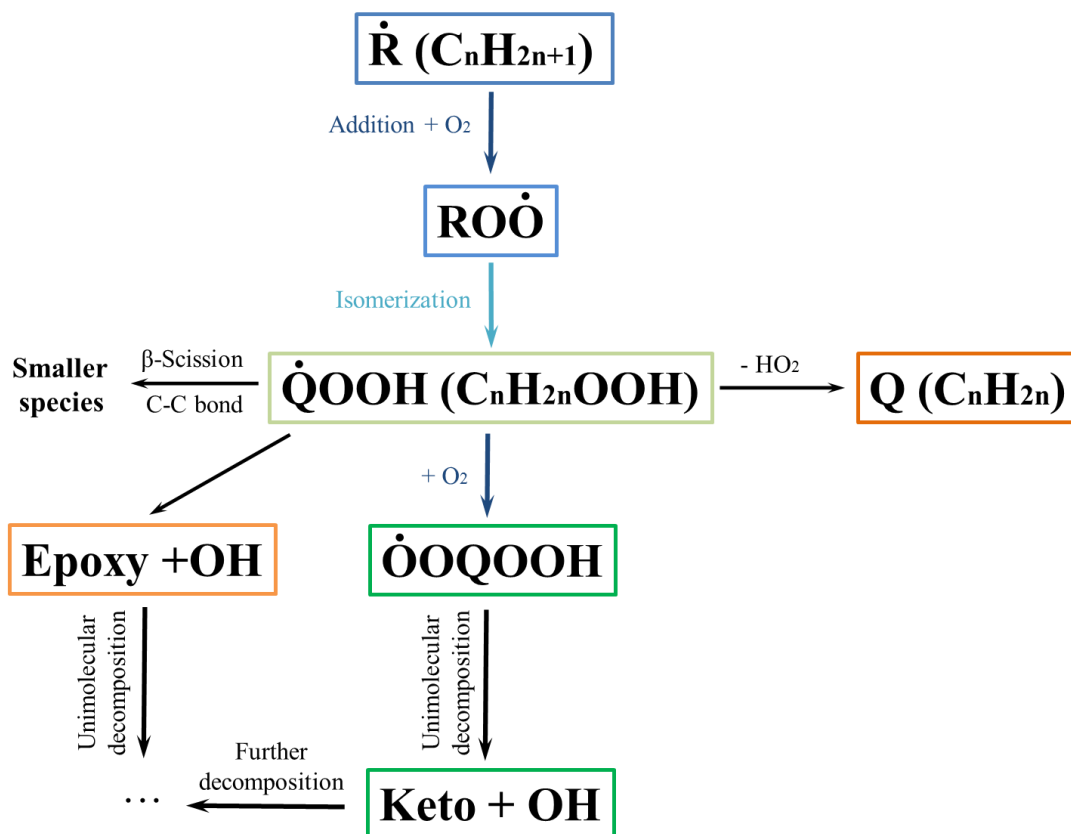 Ṙ (CₙH₂ₙ₊₁)
Addition + O₂
ROȮ
Isomerization
Smaller
species
β-Scission
C-C bond
Q̇OOH (CₙH₂ₙOOH)
- HO₂
Q (CₙH₂ₙ)
+ O₂
Epoxy +OH
ȮOQOOH
Unimolecular
decomposition
Unimolecular
decomposition
Further
decomposition
...
Keto + OH